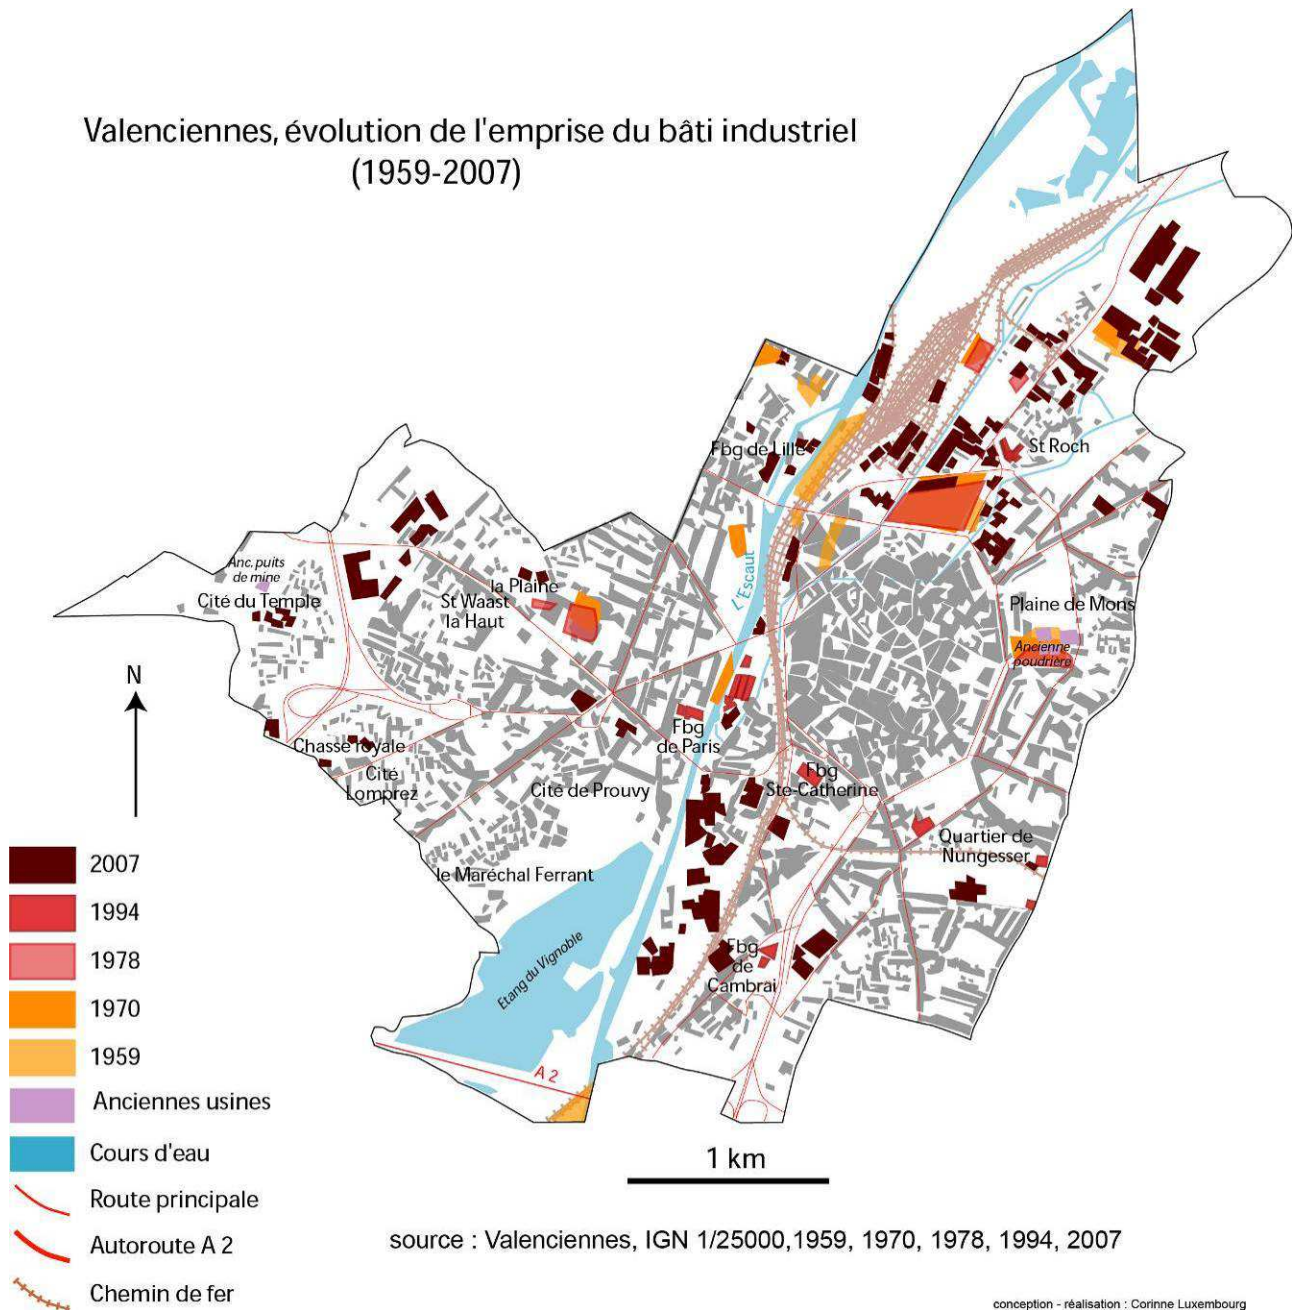 Valenciennes, évolution de l'emprise du bâti industriel
(1959-2007)
Fbg de Lille
St Roch
L'Escaut
Anc. puits
de mine
Cité du Temple
la Plaine
St Waast
la Haut
Plaine de Mons
Ancienne
poudrière
N
Fbg
de Paris
Chasse royale
Cité
Lomprez
Cité de Prouvy
Fbg
Ste-Catherine
Quartier de
Nungesser
le Maréchal Ferrant
Etang du Vignoble
Fbg
de
Cambrai
A 2
2007
1994
1978
1970
1959
Anciennes usines
Cours d'eau
Route principale
Autoroute A 2
Chemin de fer
1 km
source : Valenciennes, IGN 1/25000,1959, 1970, 1978, 1994, 2007
conception - réalisation : Corinne Luxembourg